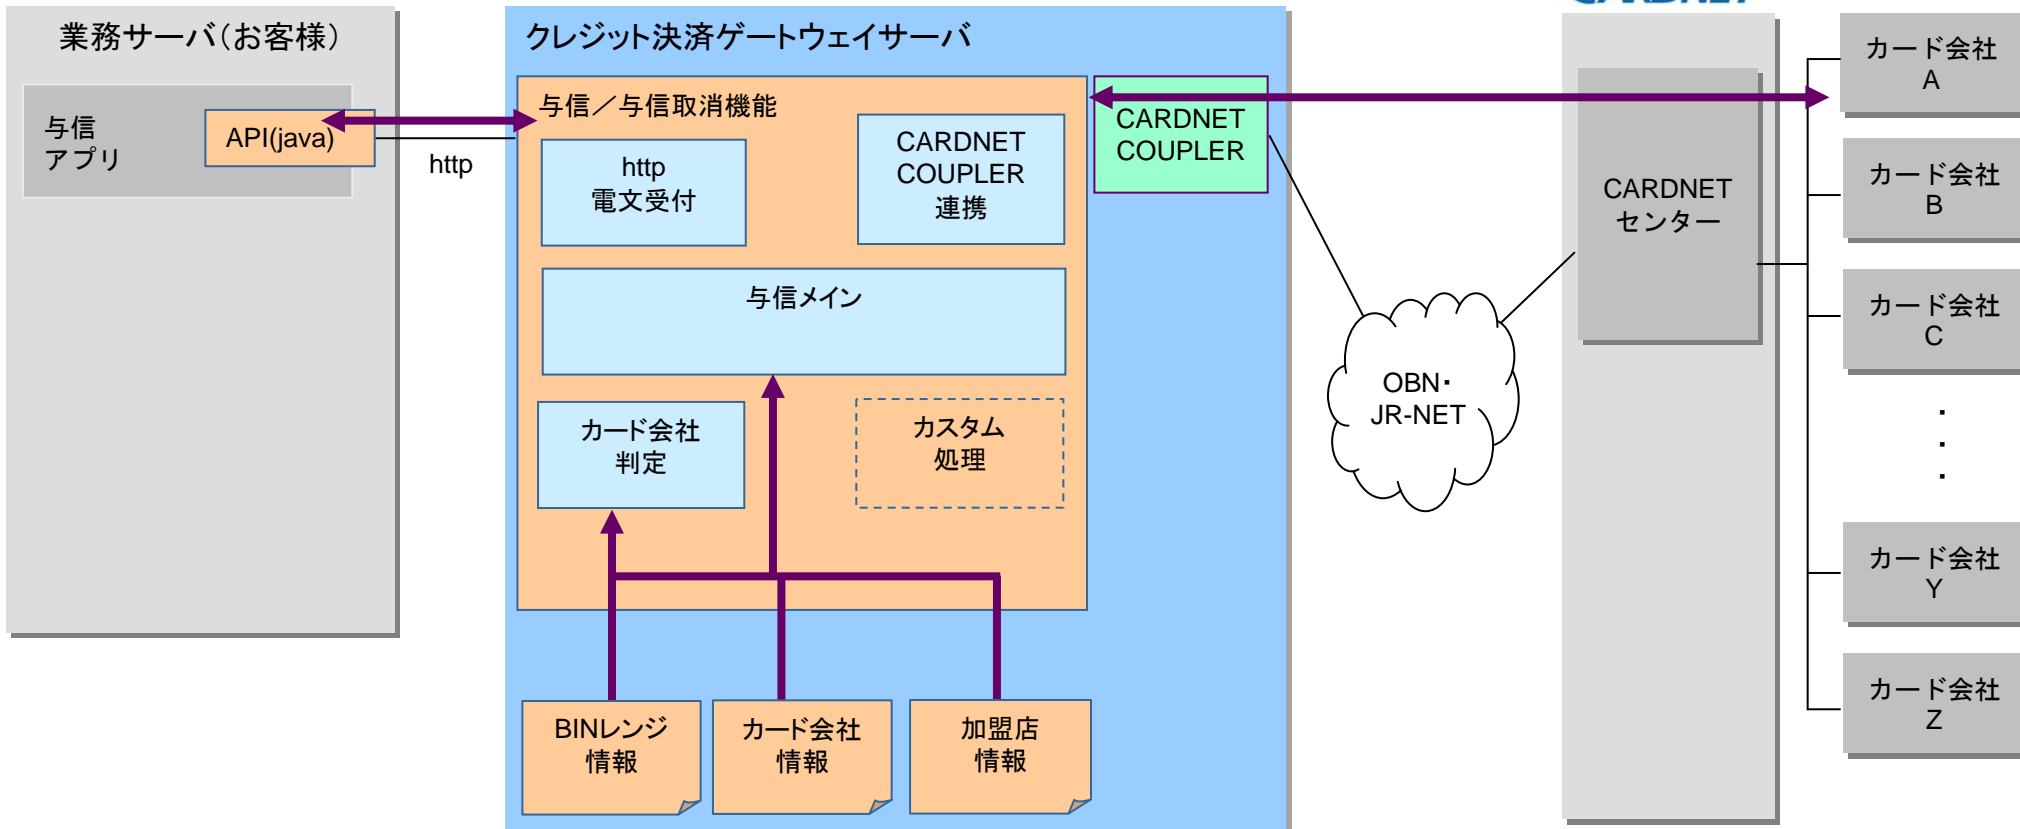 業務サーバ(お客様)
与信
アプリ
API(java)
http
クレジット決済ゲートウェイサーバ
与信／与信取消機能
http
電文受付
CARDNET
COUPLER
連携
与信メイン
カード会社
判定
カスタム
処理
BINレンジ
情報
カード会社
情報
加盟店
情報
CARDNET
COUPLER
OBN・
JR-NET
CARDNET
センター
カード会社
A
カード会社
B
カード会社
C
・
・
・
カード会社
Y
カード会社
Z